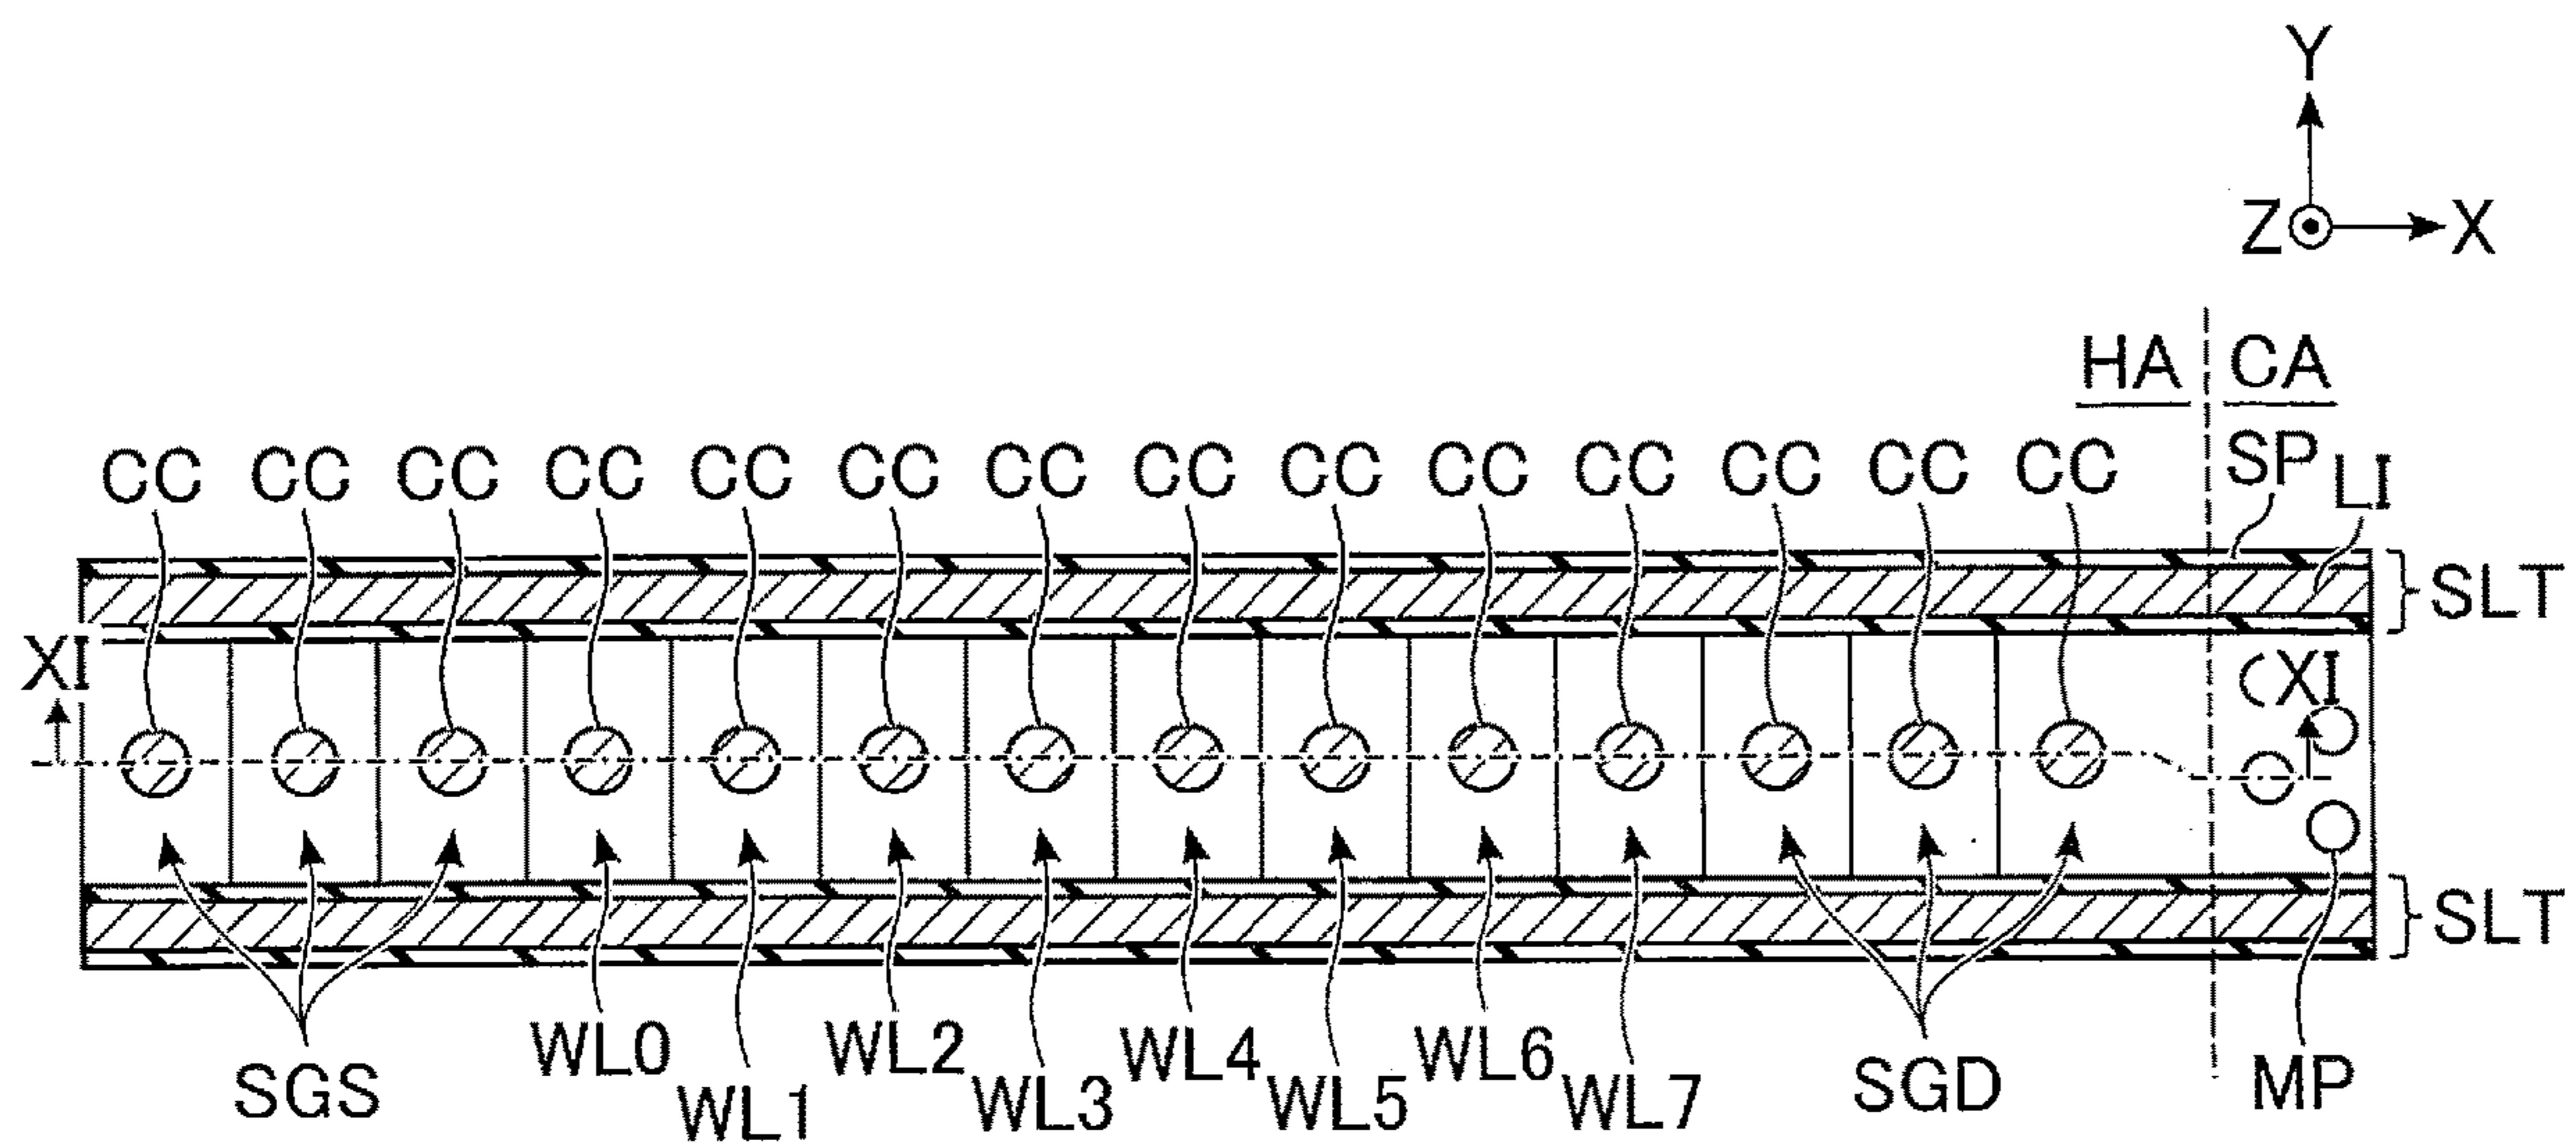 Y
Z X
HA CA
CC CC CC CC CC CC CC CC CC CC CC CC CC CC SP LI
SLT
XI XI
SLT
SGS WL0 WL1 WL2 WL3 WL4 WL5 WL6 WL7 SGD MP